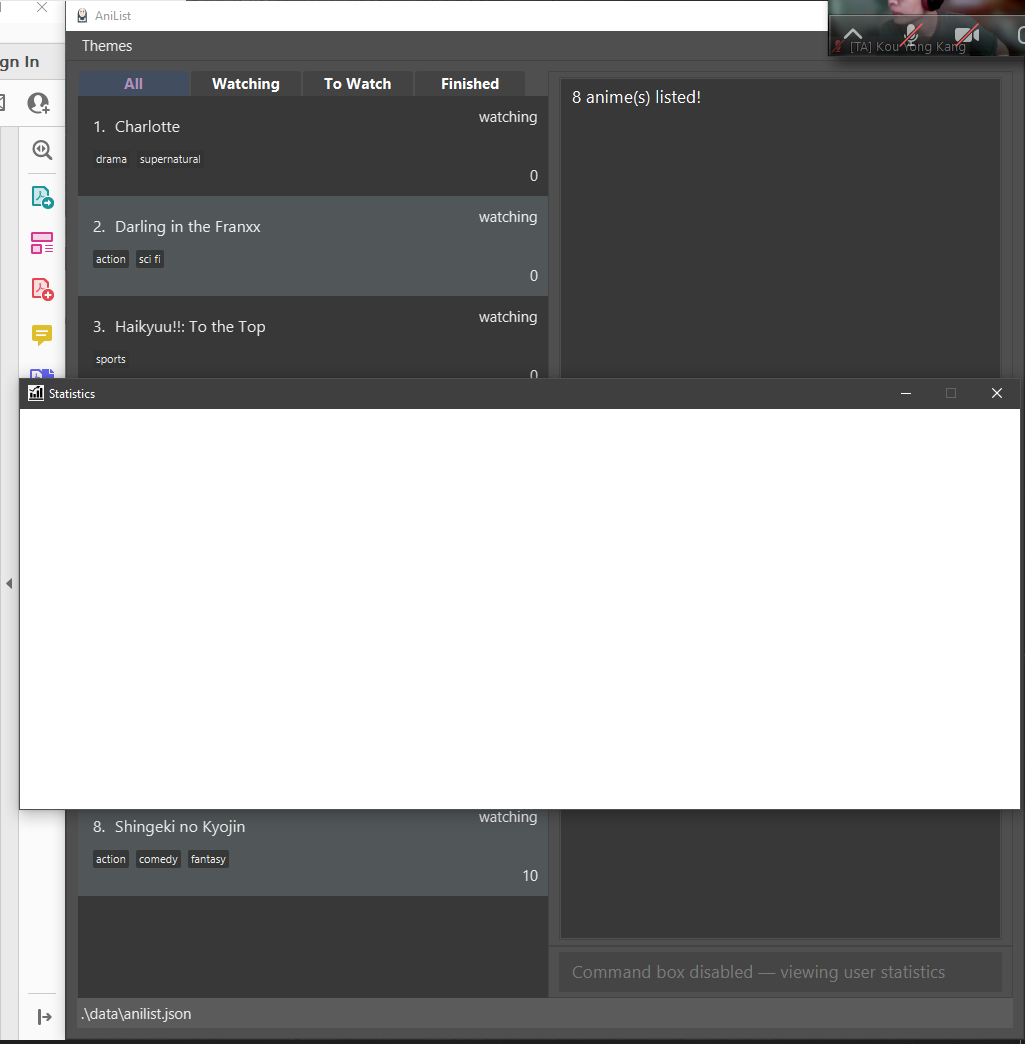 AniList
Themes
[TA] Kou Yong Kang
gn In
All Watching To Watch Finished
8 anime(s) listed!
1. Charlotte
watching
drama supernatural
0
2. Darling in the Franxx
watching
action sci fi
0
3. Haikyuu!!: To the Top
watching
sports
0
Statistics
8. Shingeki no Kyojin
watching
action comedy fantasy
10
Command box disabled — viewing user statistics
.\data\anilist.json